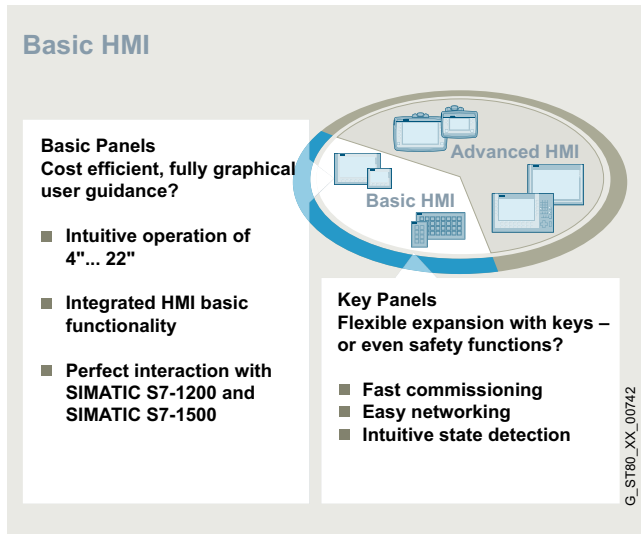 Basic HMI
Basic Panels
Cost efficient, fully graphical
user guidance?
Intuitive operation of
4"... 22"
Integrated HMI basic
functionality
Perfect interaction with
SIMATIC S7-1200 and
SIMATIC S7-1500
Advanced HMI
Basic HMI
Key Panels
Flexible expansion with keys –
or even safety functions?
Fast commissioning
Easy networking
Intuitive state detection
G_ST80_XX_00742